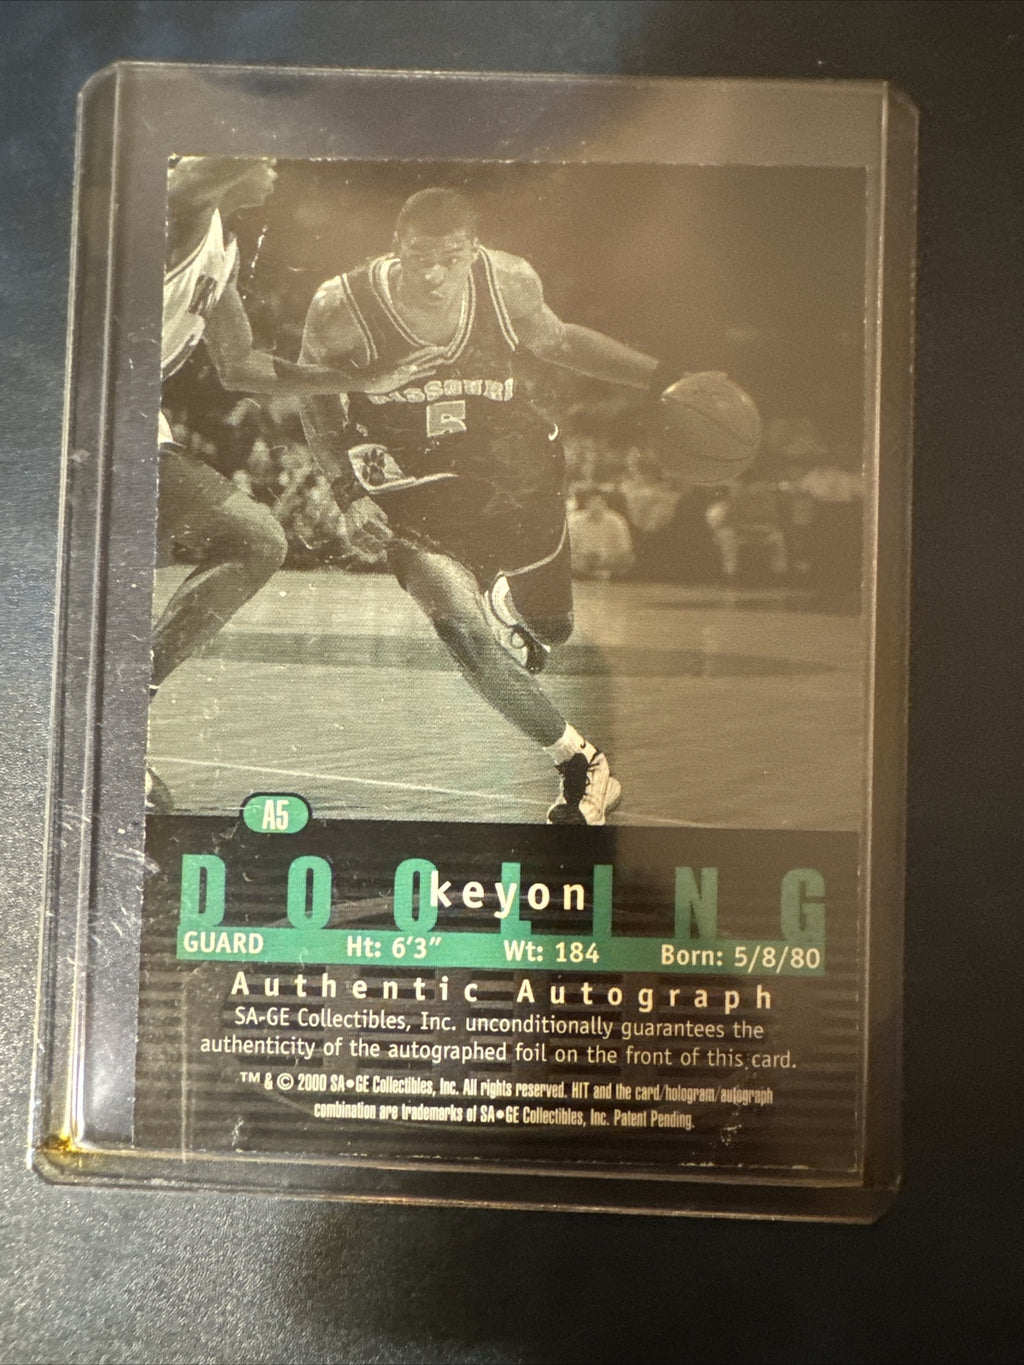 MISSOURI
5
A5
DOOLING
keyon
GUARD Ht: 6'3" Wt: 184 Born: 5/8/80
Authentic Autograph
SA-GE Collectibles, Inc. unconditionally guarantees the
authenticity of the autographed foil on the front of this card.
™ & © 2000 SA•GE Collectibles, Inc. All rights reserved. HIT and the card/hologram/autograph
combination are trademarks of SA•GE Collectibles, Inc. Patent Pending.